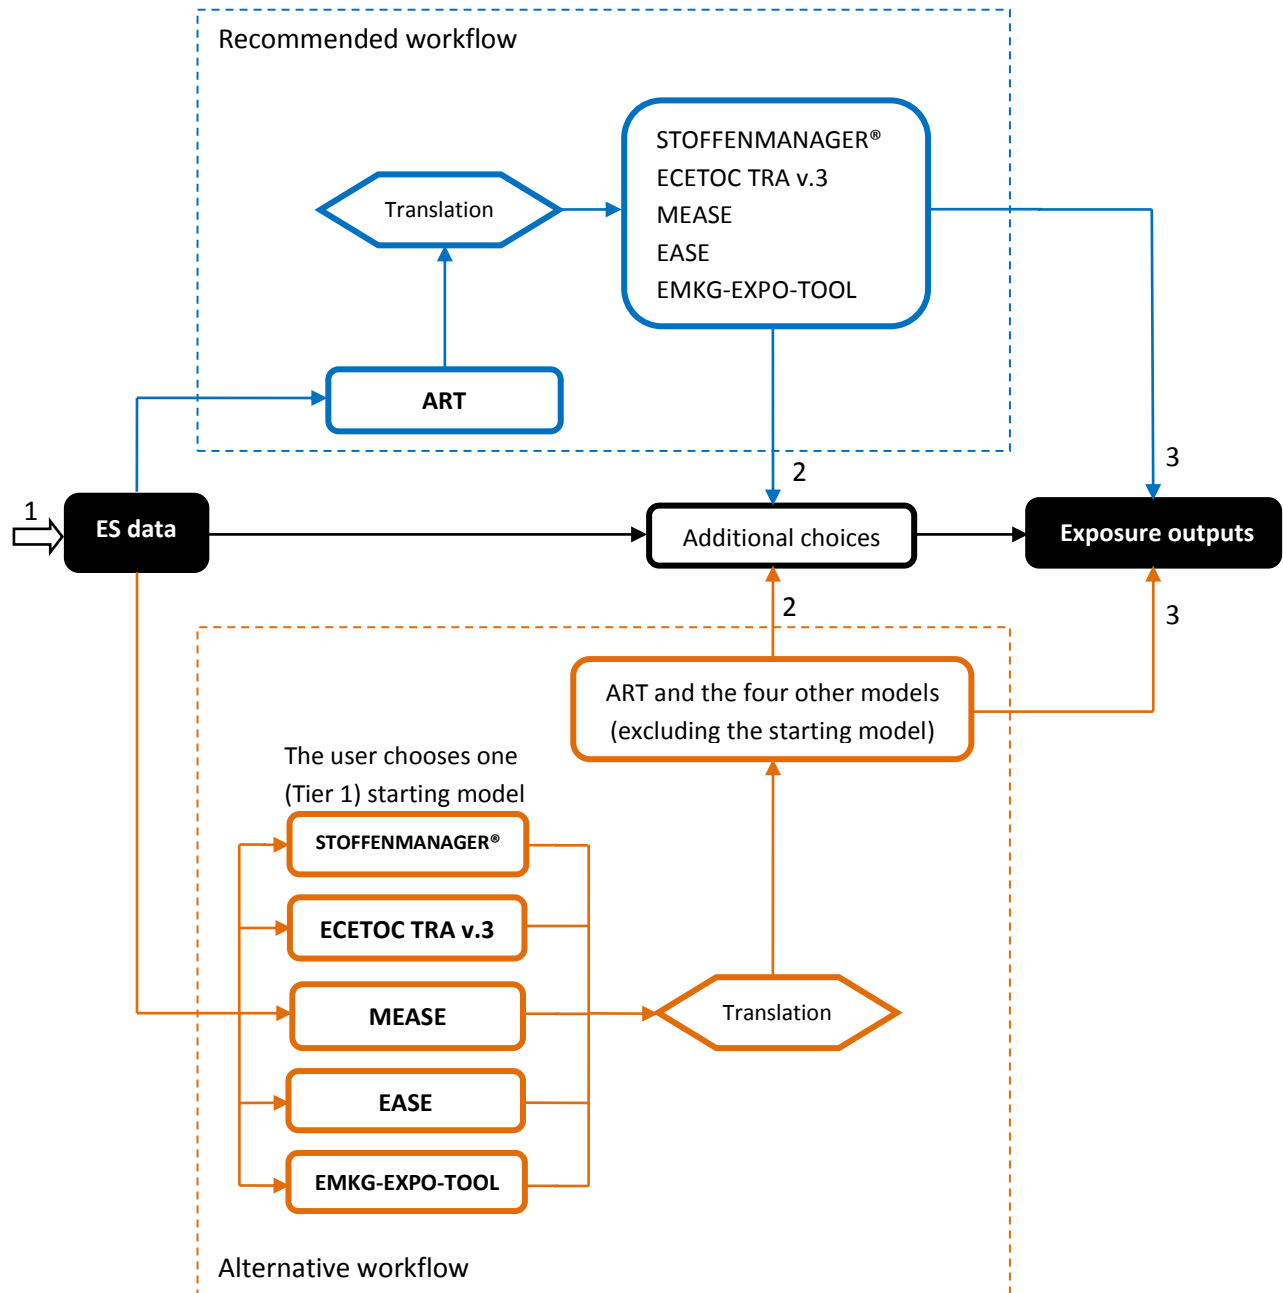 Recommended workflow
STOFFENMANAGER®
ECETOC TRA v.3
MEASE
EASE
EMKG-EXPO-TOOL
Translation
ART
2
3
1
ES data
Additional choices
Exposure outputs
2
3
ART and the four other models
(excluding the starting model)
The user chooses one
(Tier 1) starting model
STOFFENMANAGER®
ECETOC TRA v.3
MEASE
Translation
EASE
EMKG-EXPO-TOOL
Alternative workflow